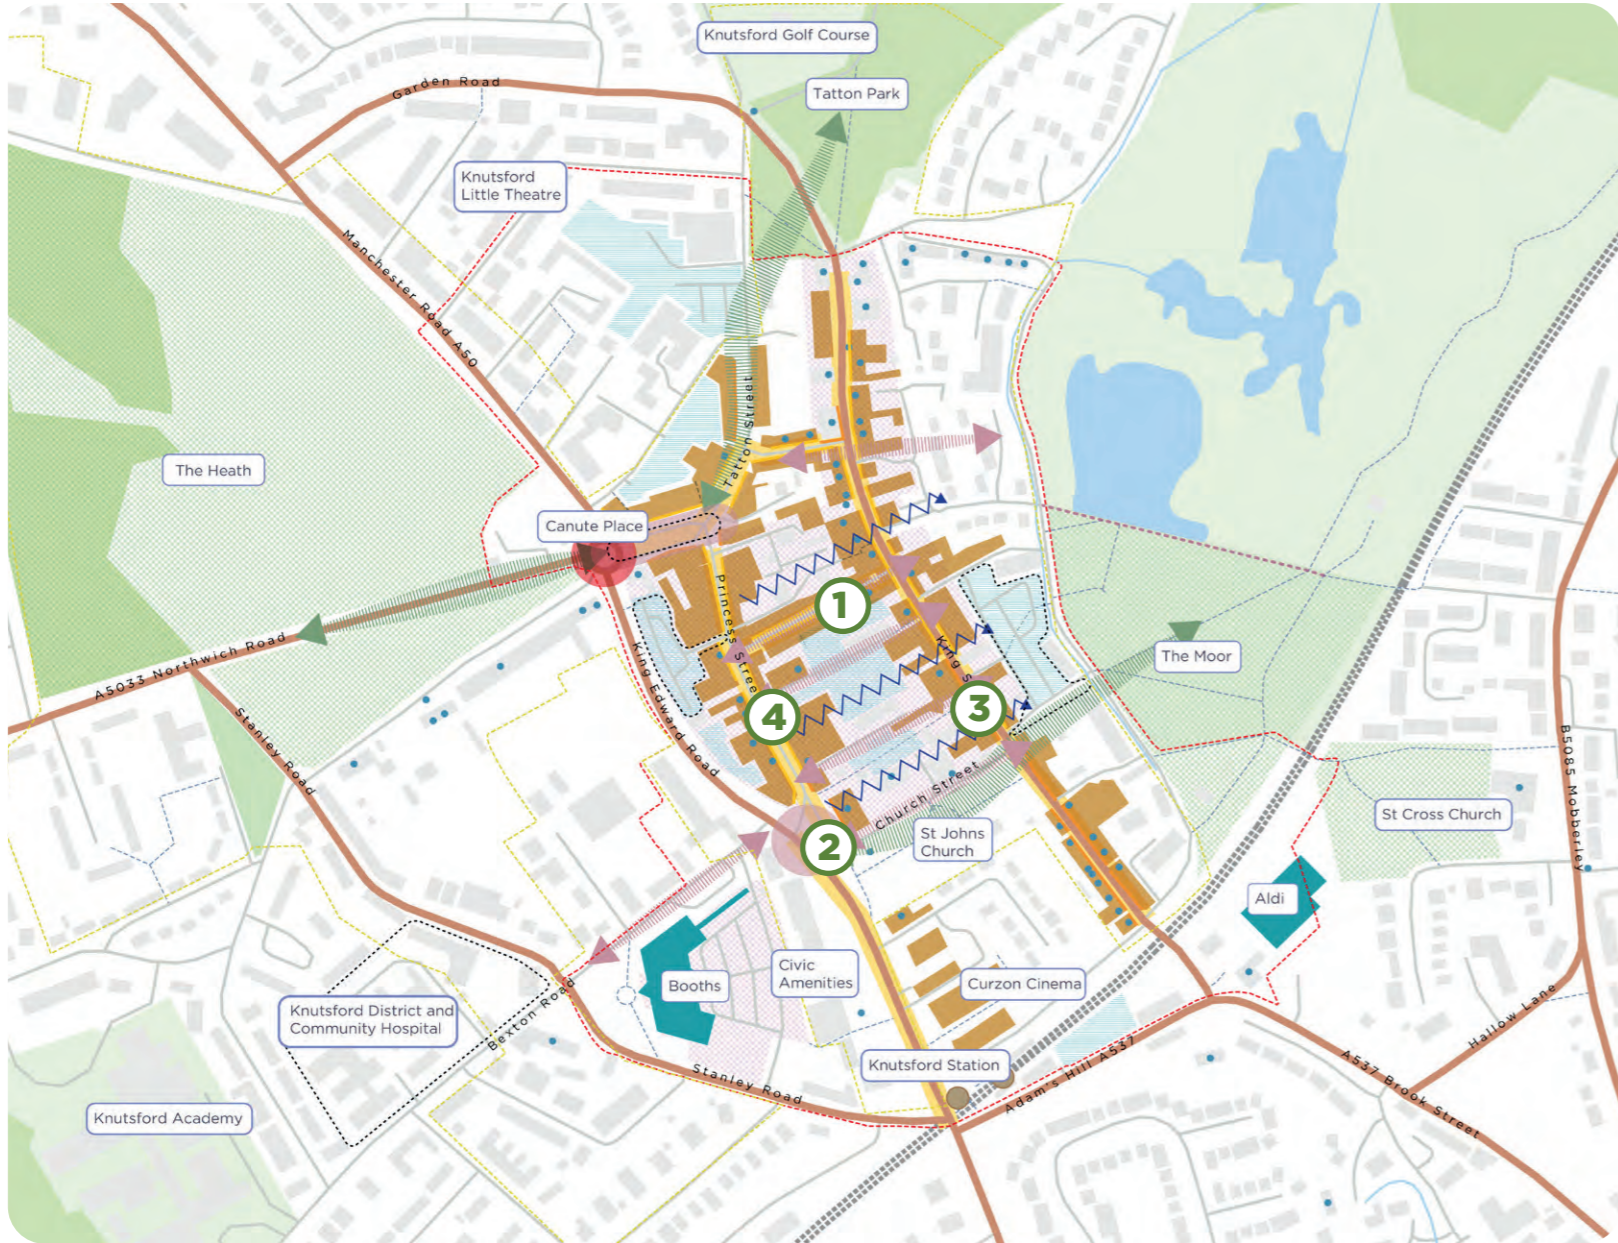 Knutsford Golf Course
Garden Road
Tatton Park
Knutsford
Little Theatre
Manchester Road A50
Tatton Street
The Heath
Canute Place
1
Princess Street
King S
A5033 Northwich Road
King Edward Road
The Moor
3
4
Stanley Road
B5085 Mobberley
Church Street
2
St Johns
Church
St Cross Church
Aldi
Civic
Amenities
Booths
Curzon Cinema
Knutsford District and
Community Hospital
Bexton Road
Hallow Lane
Knutsford Station
Stanley Road
Adam's Hill A537
A537 Brook Street
Knutsford Academy